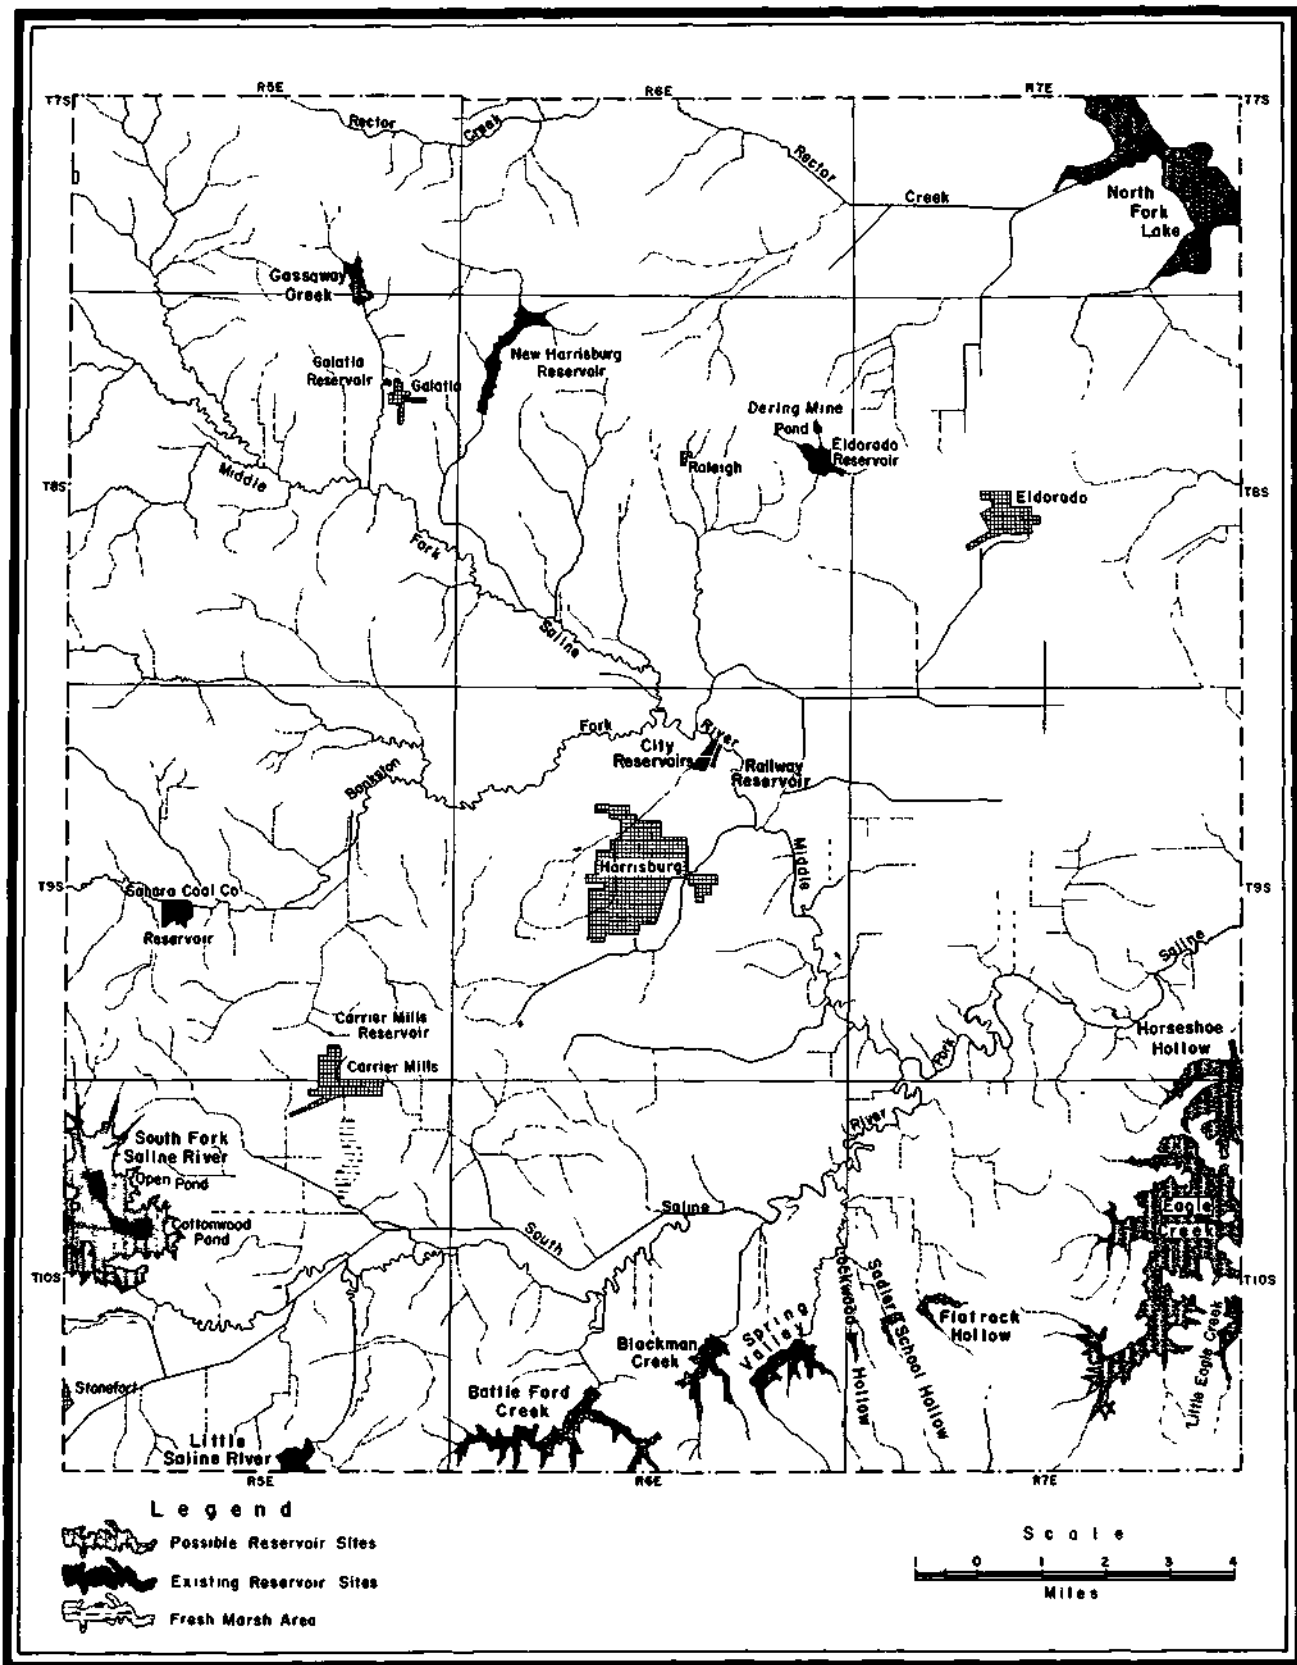 R5E
R6E
R7E
T7S
T7S
Rector
Creek
Rector
Creek
North
Fork
Lake
Gassaway
Creek
New Harrisburg
Reservoir
Galatia
Reservoir
Galatia
Dering Mine
Pond
Eldorado
Reservoir
Raleigh
Middle
T8S
T8S
Eldorado
Fork
Saline
Fork
River
City
Reservoirs
Railway
Reservoir
Bankston
Harrisburg
Middle
T9S
T9S
Sahara Coal Co
Reservoir
Saline
Carrier Mills
Reservoir
Horseshoe
Hollow
Fork
Carrier Mills
River
South Fork
Saline River
Open Pond
Cottonwood
Pond
Saline
South
Eagle
Creek
T10S
T10S
Rockwood
Hollow
Sadler School Hollow
Flatrock
Hollow
Spring
Valley
Blackman
Creek
Little Eagle Creek
Stonefort
Battle Ford
Creek
Little
Saline River
R5E
R6E
R7E
Legend
Possible Reservoir Sites
Existing Reservoir Sites
Fresh Marsh Area
Scale
1 0 1 2 3 4
Miles